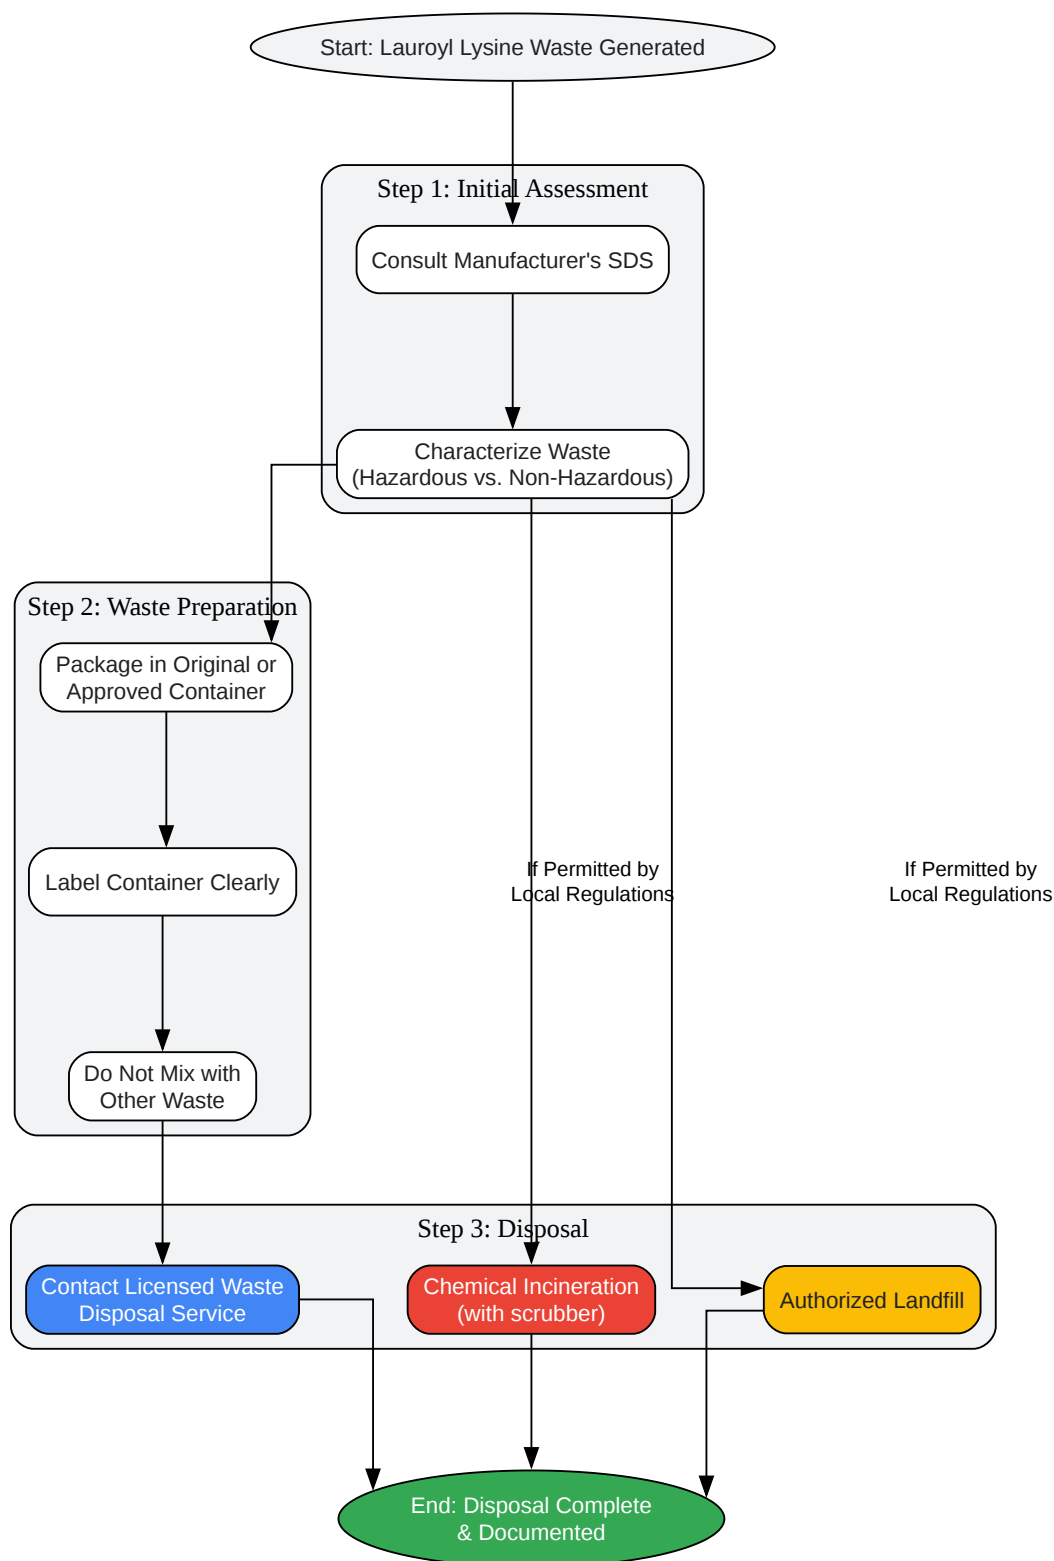 Start: Lauroyl Lysine Waste Generated
Step 1: Initial Assessment
Consult Manufacturer's SDS
Characterize Waste
(Hazardous vs. Non-Hazardous)
Step 2: Waste Preparation
Package in Original or
Approved Container
Label Container Clearly
If Permitted by
Local Regulations
If Permitted by
Local Regulations
Do Not Mix with
Other Waste
Step 3: Disposal
Contact Licensed Waste
Disposal Service
Chemical Incineration
(with scrubber)
Authorized Landfill
End: Disposal Complete
& Documented